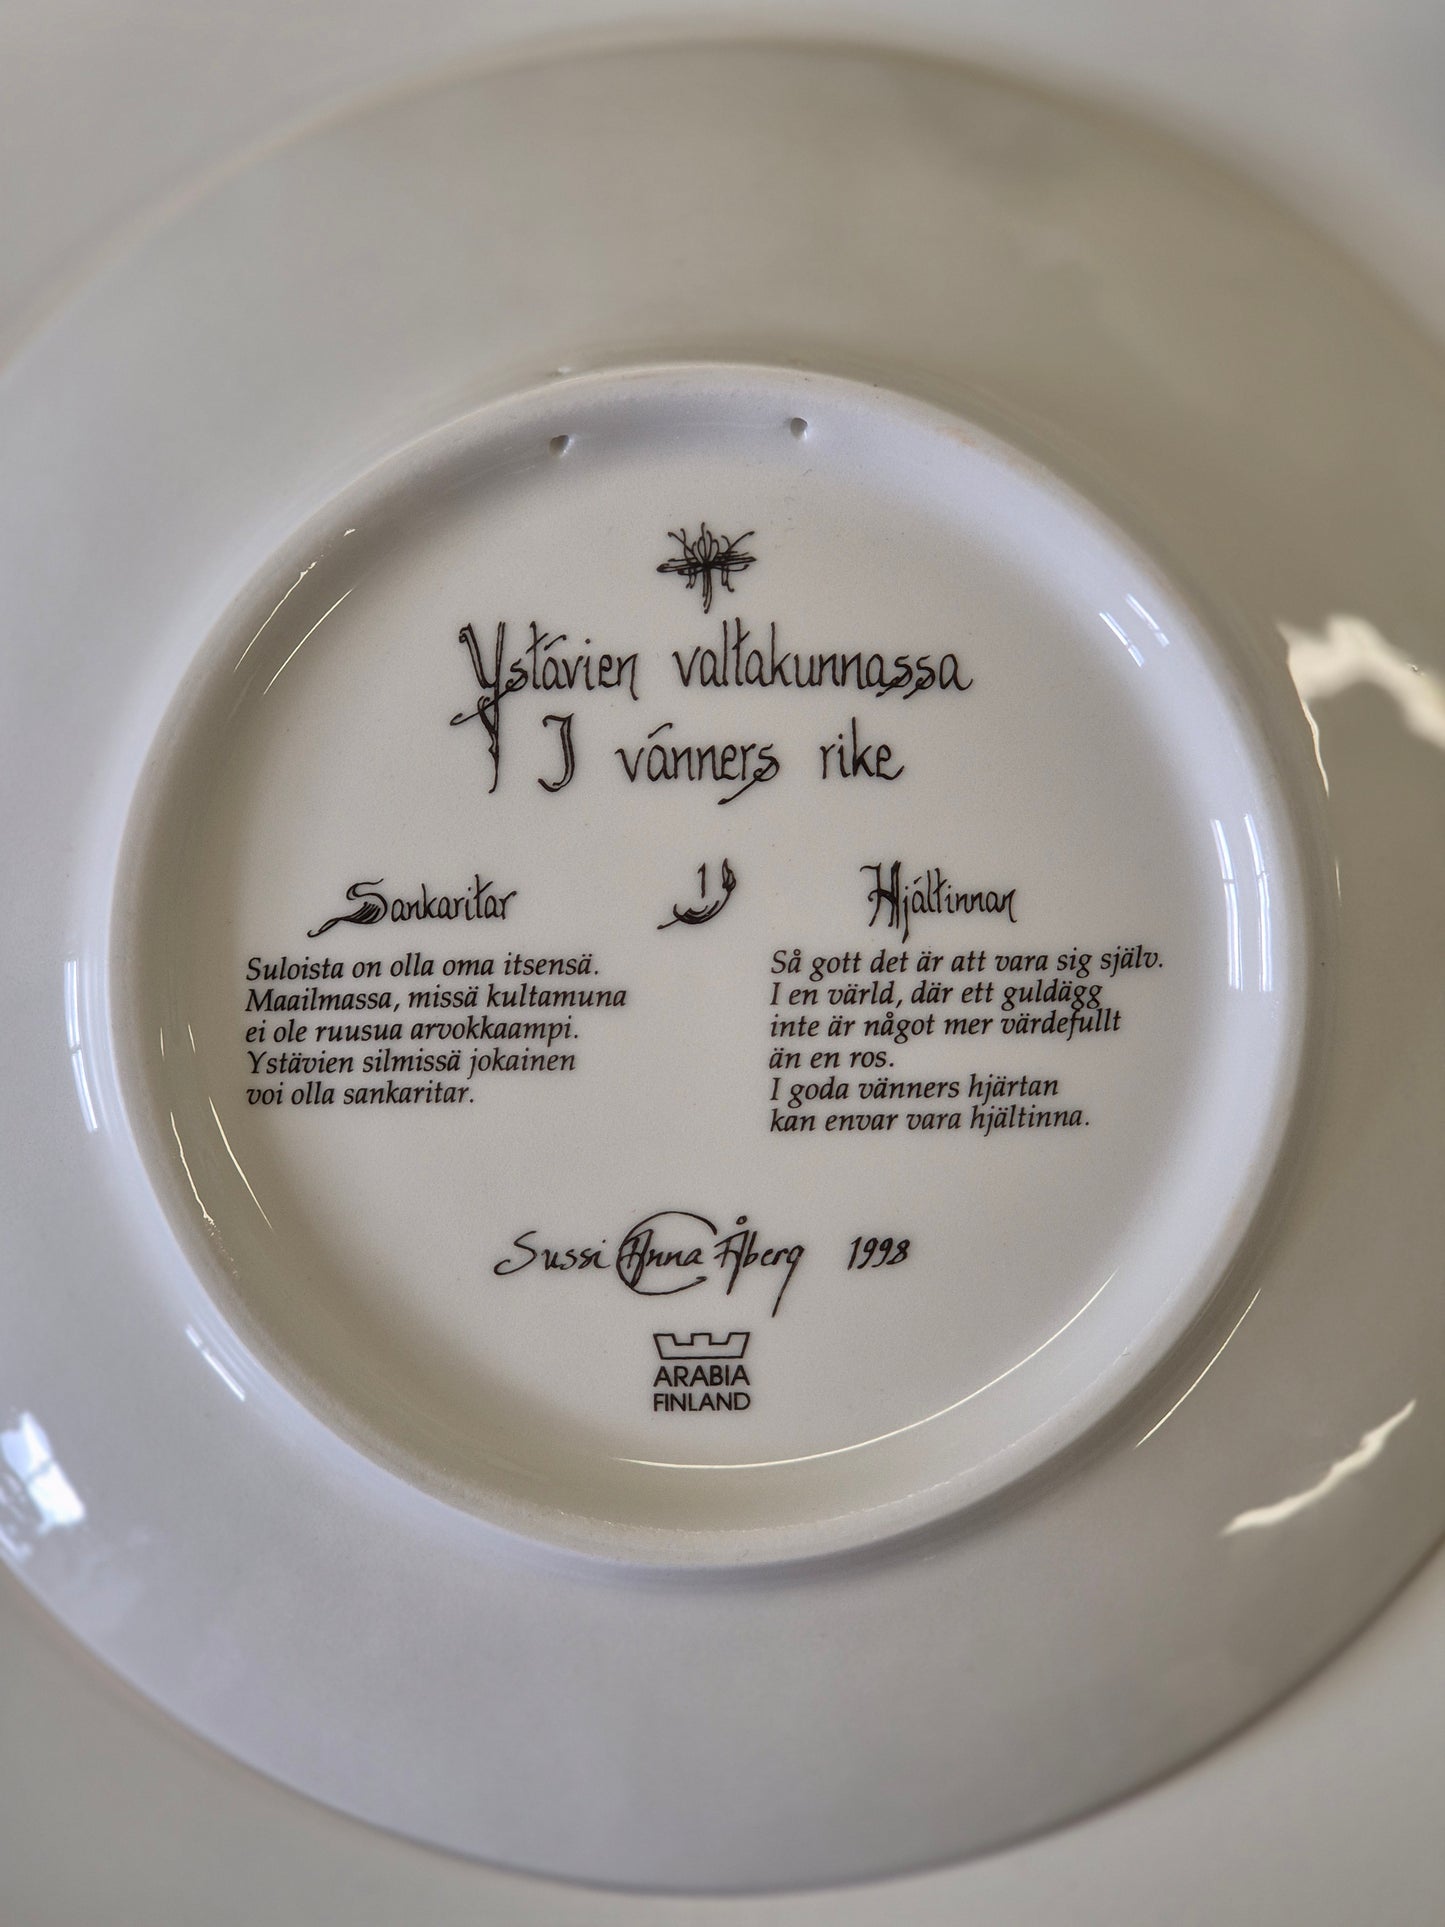 Ystävien valtakunnassa
I vänners rike
Sankaritar
Suloista on olla oma itsensä.
Maailmassa, missä kultamuna
ei ole ruusua arvokkaampi.
Ystävien silmissä jokainen
voi olla sankaritar.
1
Hjältinnan
Så gott det är att vara sig själv.
I en värld, där ett guldägg
inte är något mer värdefullt
än en ros.
I goda vänners hjärtan
kan envar vara hjältinna.
Sussi Anna Åberg 1998
ARABIA
FINLAND